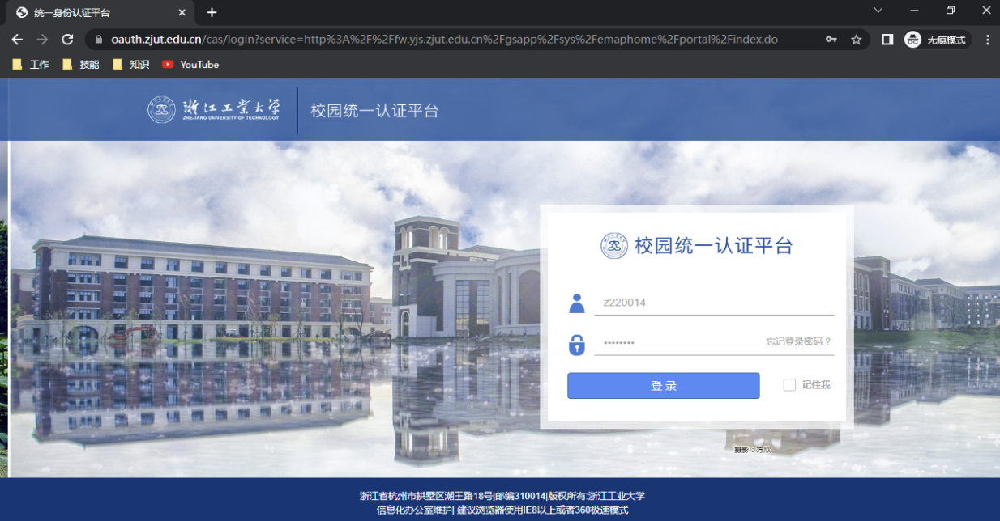 统一身份认证平台
oauth.zjut.edu.cn/cas/login?service=http%3A%2F%2Ffw.yjs.zjut.edu.cn%2Fgsapp%2Fsys%2Femaphome%2Fportal%2Findex.do
无痕模式
工作 技能 知识 YouTube
浙江工业大学
ZHEJIANG UNIVERSITY OF TECHNOLOGY
校园统一认证平台
校园统一认证平台
z220014
········ 忘记登录密码？
登 录 记住我
摄影：方欣
浙江省杭州市拱墅区潮王路18号|邮编310014|版权所有:浙江工业大学
信息化办公室维护| 建议浏览器使用IE8以上或者360极速模式